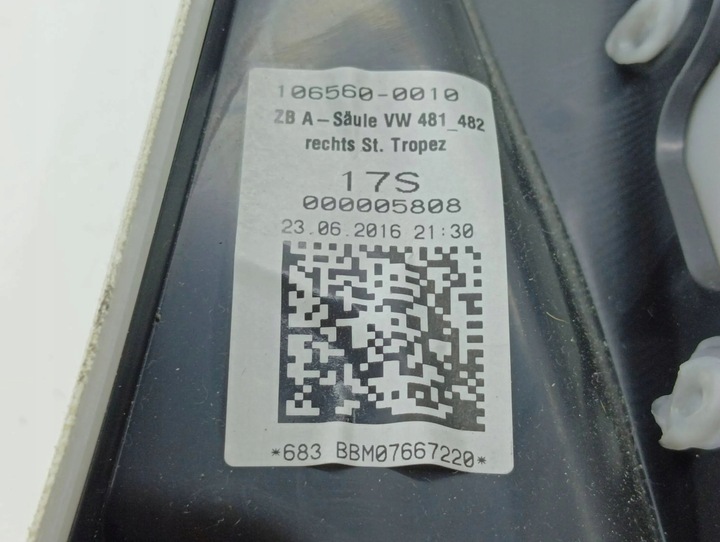 106560-0010
ZB A-Säule VW 481_482
rechts St. Tropez
17S
000005808
23.06.2016 21:30
*683 BBM07667220*